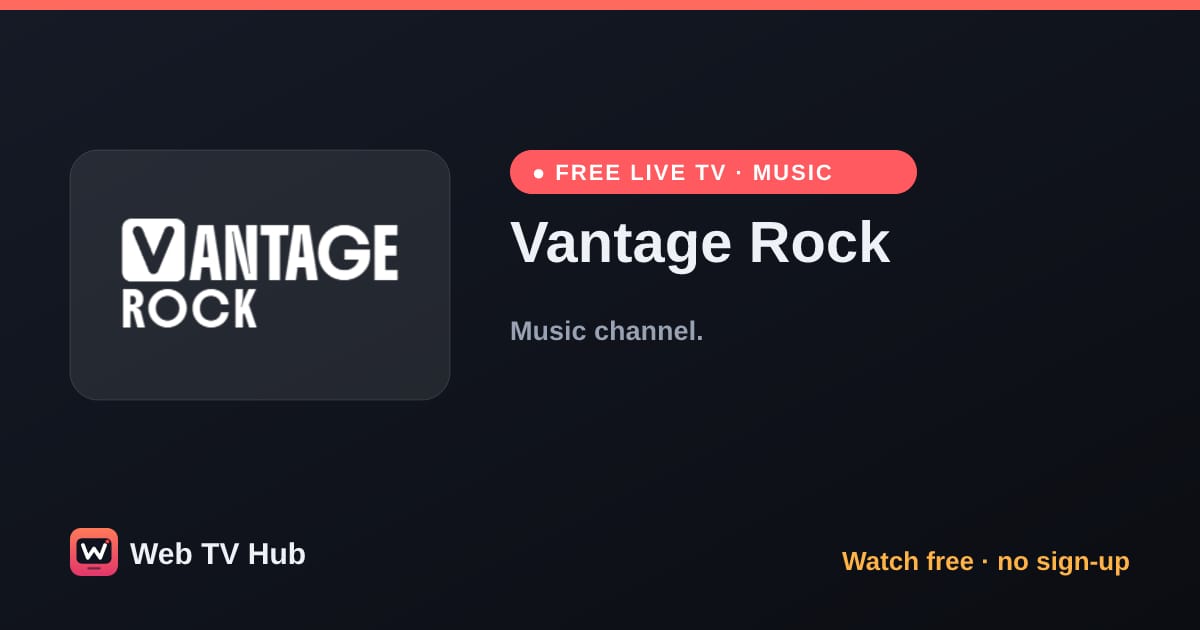 VANTAGE
ROCK
• FREE LIVE TV · MUSIC
Vantage Rock
Music channel.
W
Web TV Hub
Watch free · no sign-up